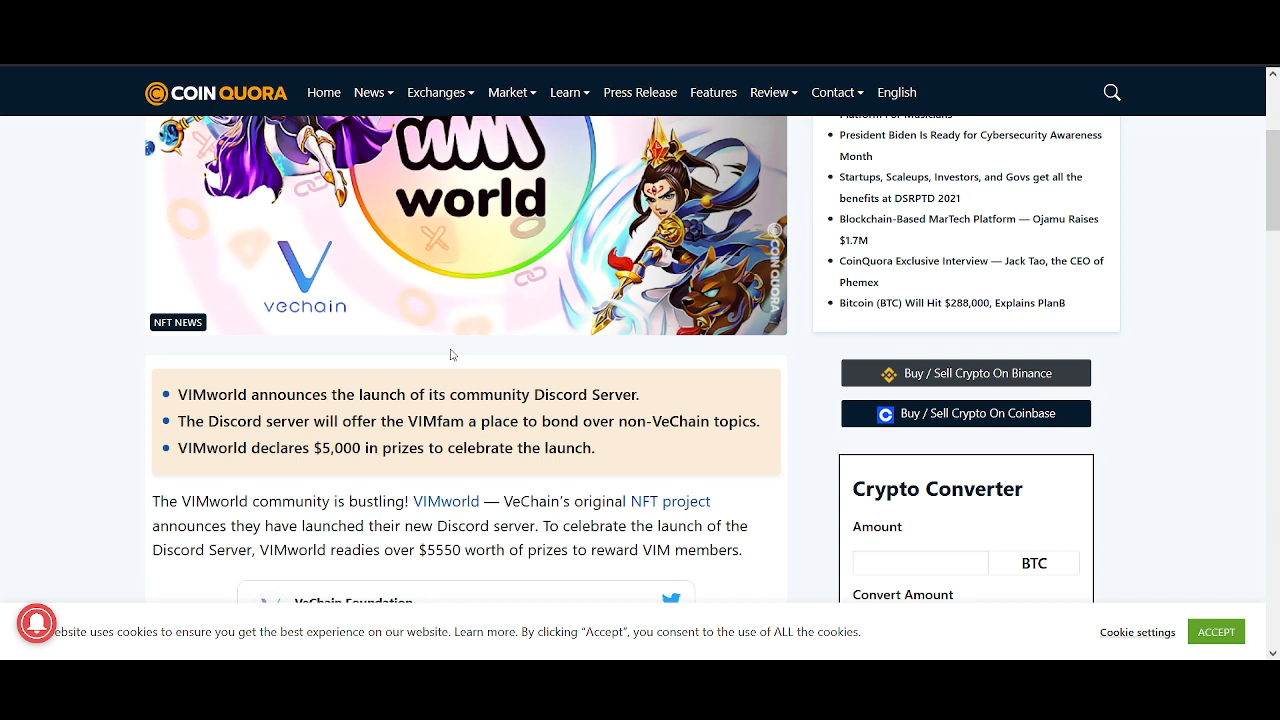 COIN QUORA
Home News Exchanges Market Learn Press Release Features Review Contact English
world
vechain
COIN QUORA
NFT NEWS
VIMworld announces the launch of its community Discord Server.
The Discord server will offer the VIMfam a place to bond over non-VeChain topics.
VIMworld declares $5,000 in prizes to celebrate the launch.
The VIMworld community is bustling! VIMworld — VeChain’s original NFT project
announces they have launched their new Discord server. To celebrate the launch of the
Discord Server, VIMworld readies over $5550 worth of prizes to reward VIM members.
VeChain Foundation
Platform For Musicians
President Biden Is Ready for Cybersecurity Awareness
Month
Startups, Scaleups, Investors, and Govs get all the
benefits at DSRPTD 2021
Blockchain-Based MarTech Platform — Ojamu Raises
$1.7M
CoinQuora Exclusive Interview — Jack Tao, the CEO of
Phemex
Bitcoin (BTC) Will Hit $288,000, Explains PlanB
Buy / Sell Crypto On Binance
Buy / Sell Crypto On Coinbase
Crypto Converter
Amount
BTC
Convert Amount
ebsite uses cookies to ensure you get the best experience on our website. Learn more. By clicking “Accept”, you consent to the use of ALL the cookies.
Cookie settings
ACCEPT